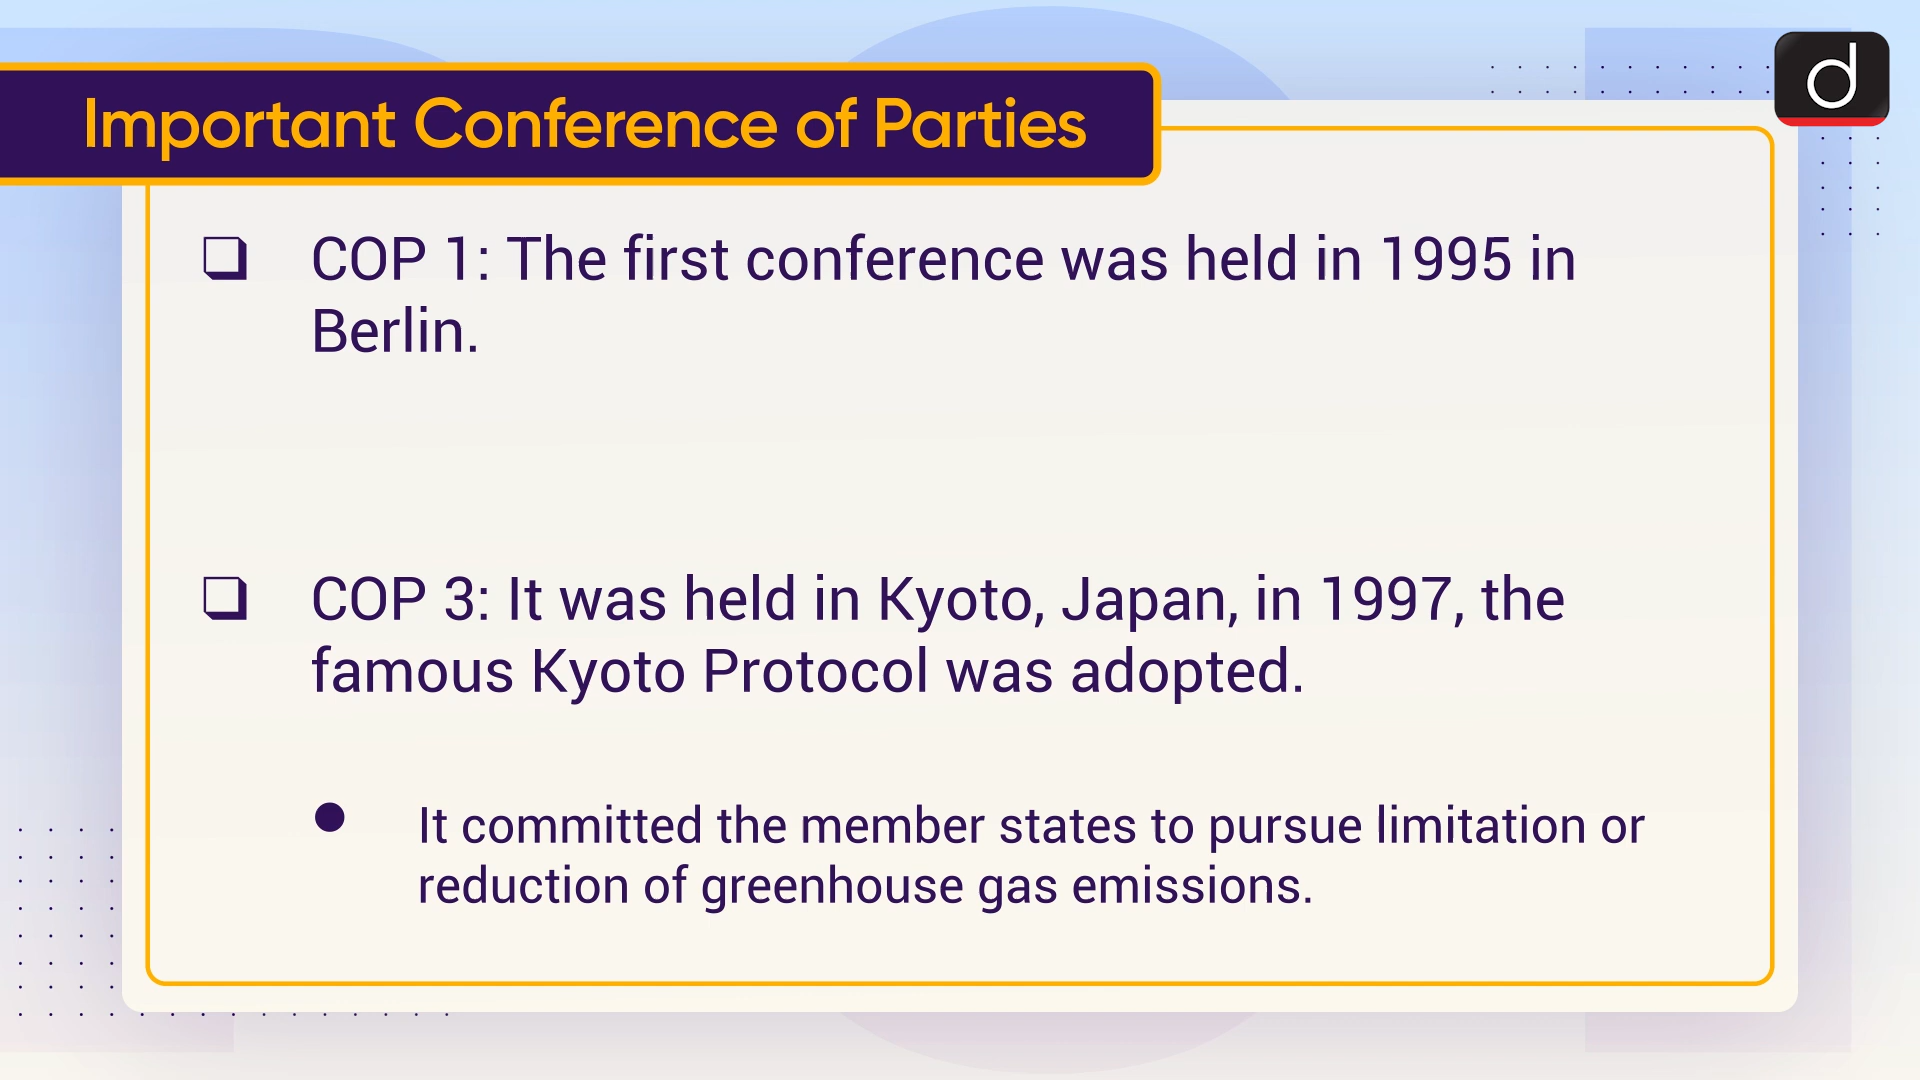 Important Conference of Parties
d
❑ COP 1: The first conference was held in 1995 in
Berlin.
❑ COP 3: It was held in Kyoto, Japan, in 1997, the
famous Kyoto Protocol was adopted.
● It committed the member states to pursue limitation or
reduction of greenhouse gas emissions.